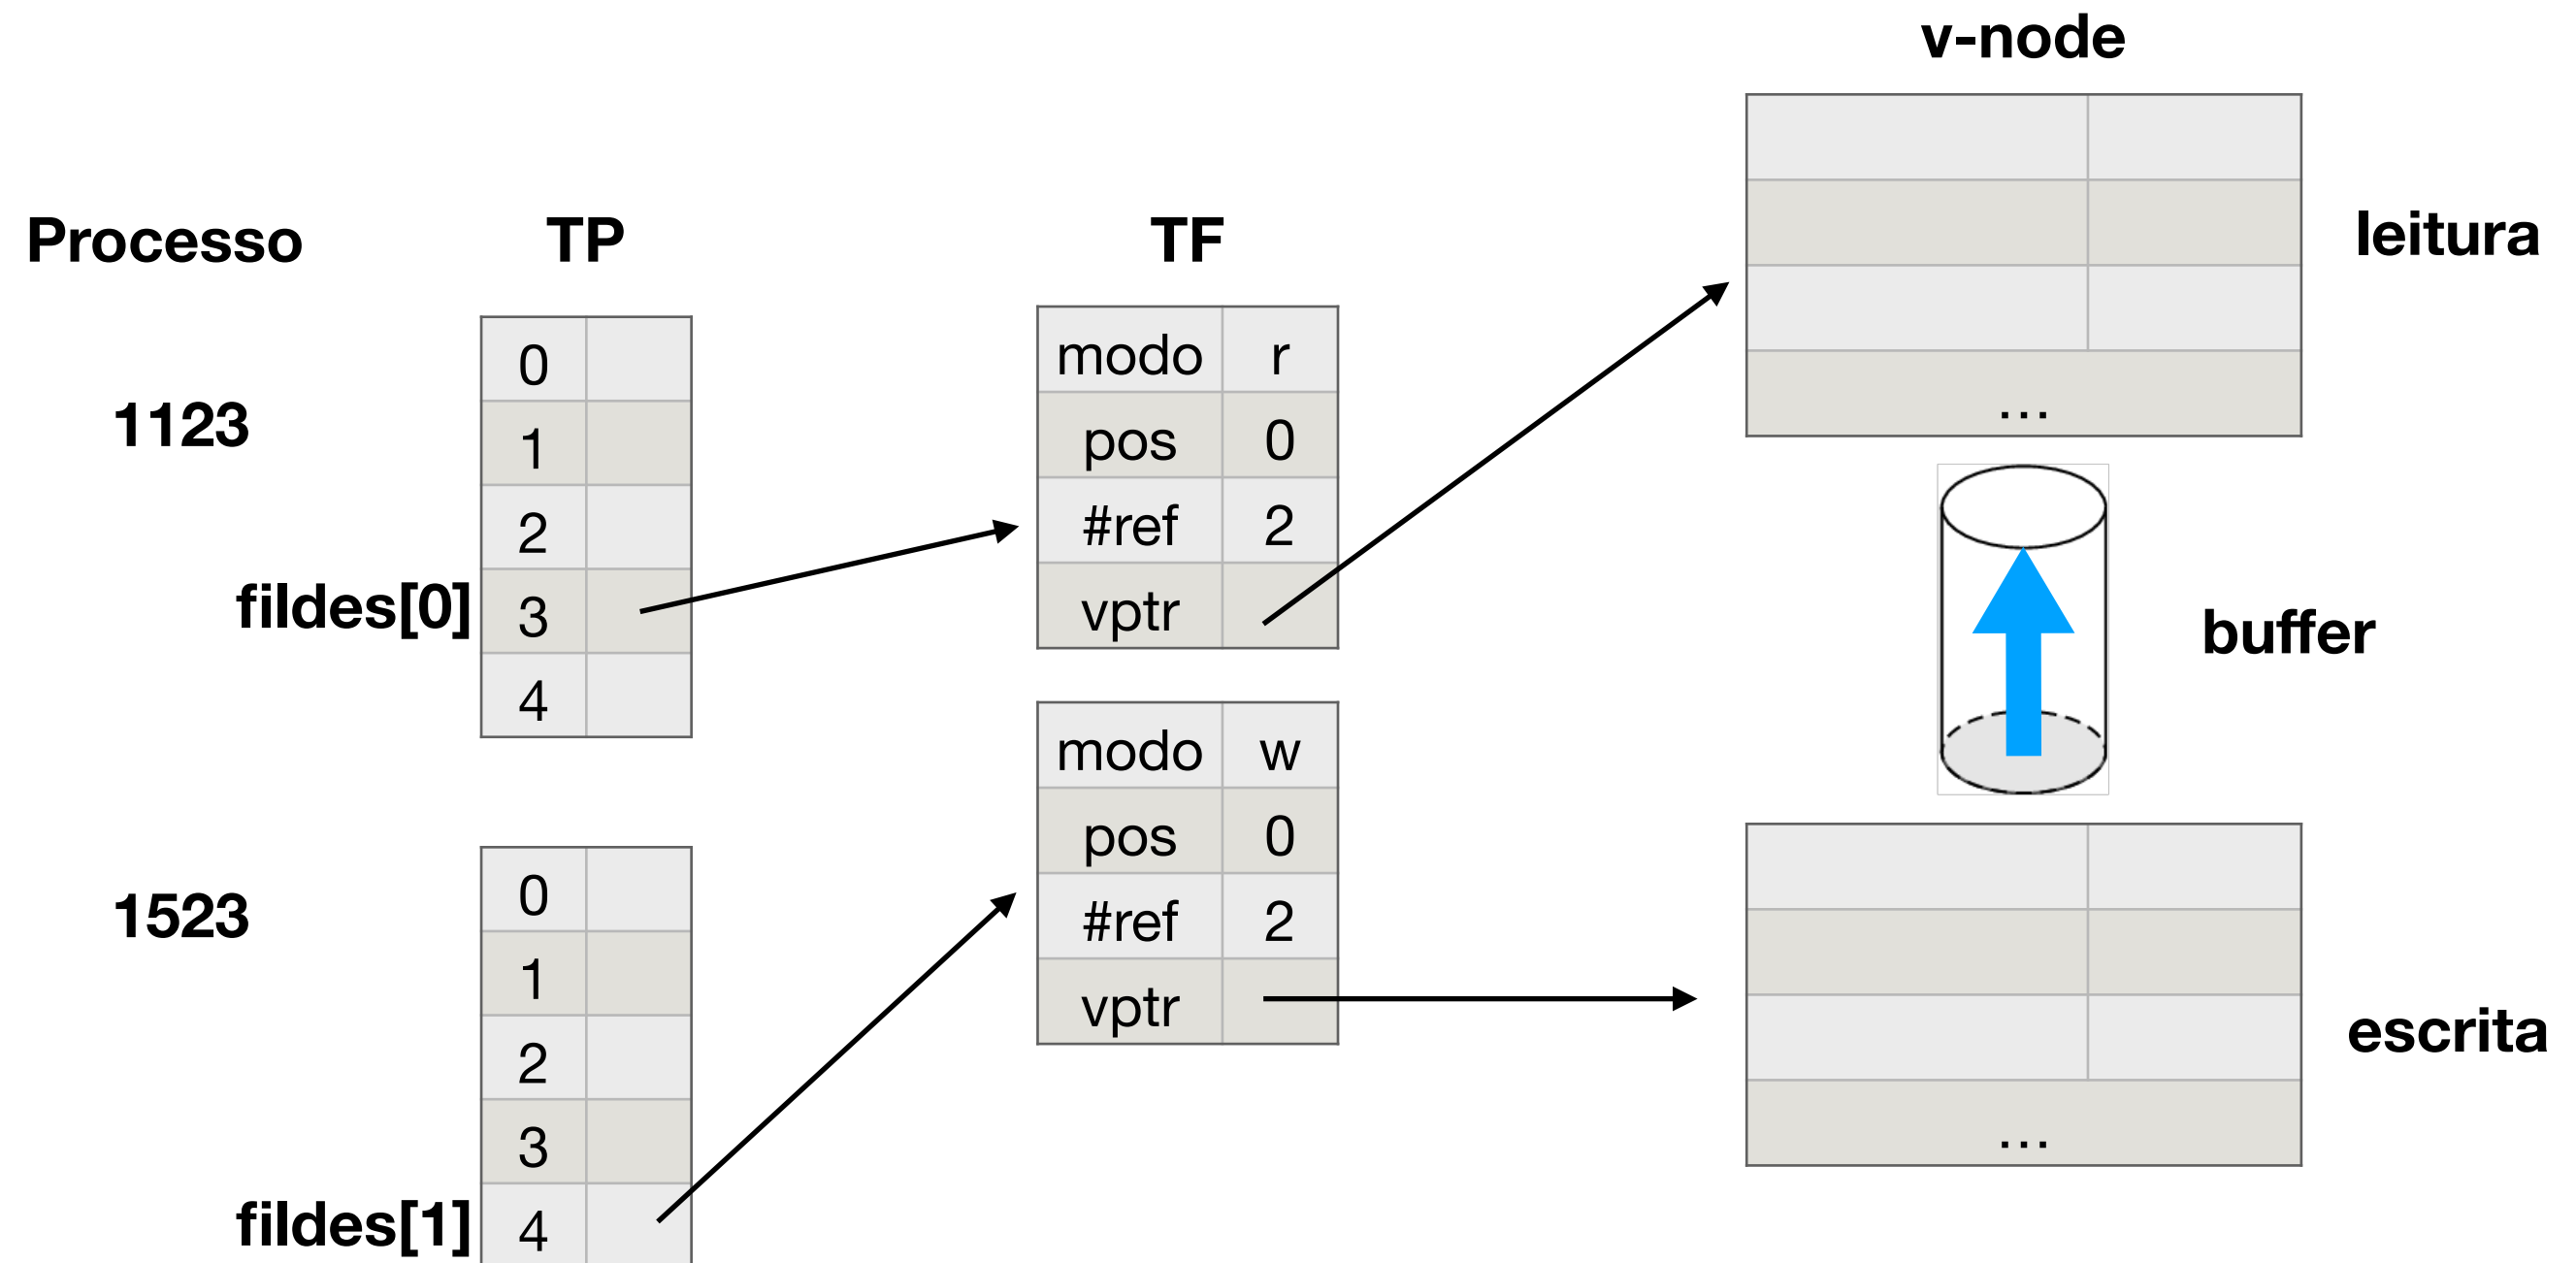 v-node
Processo TP TF leitura
1123
0
1
2
fildes[0] 3
4
modo r
pos 0
#ref 2
vptr
...
buffer
1523
0
1
2
3
fildes[1] 4
modo w
pos 0
#ref 2
vptr
escrita
...